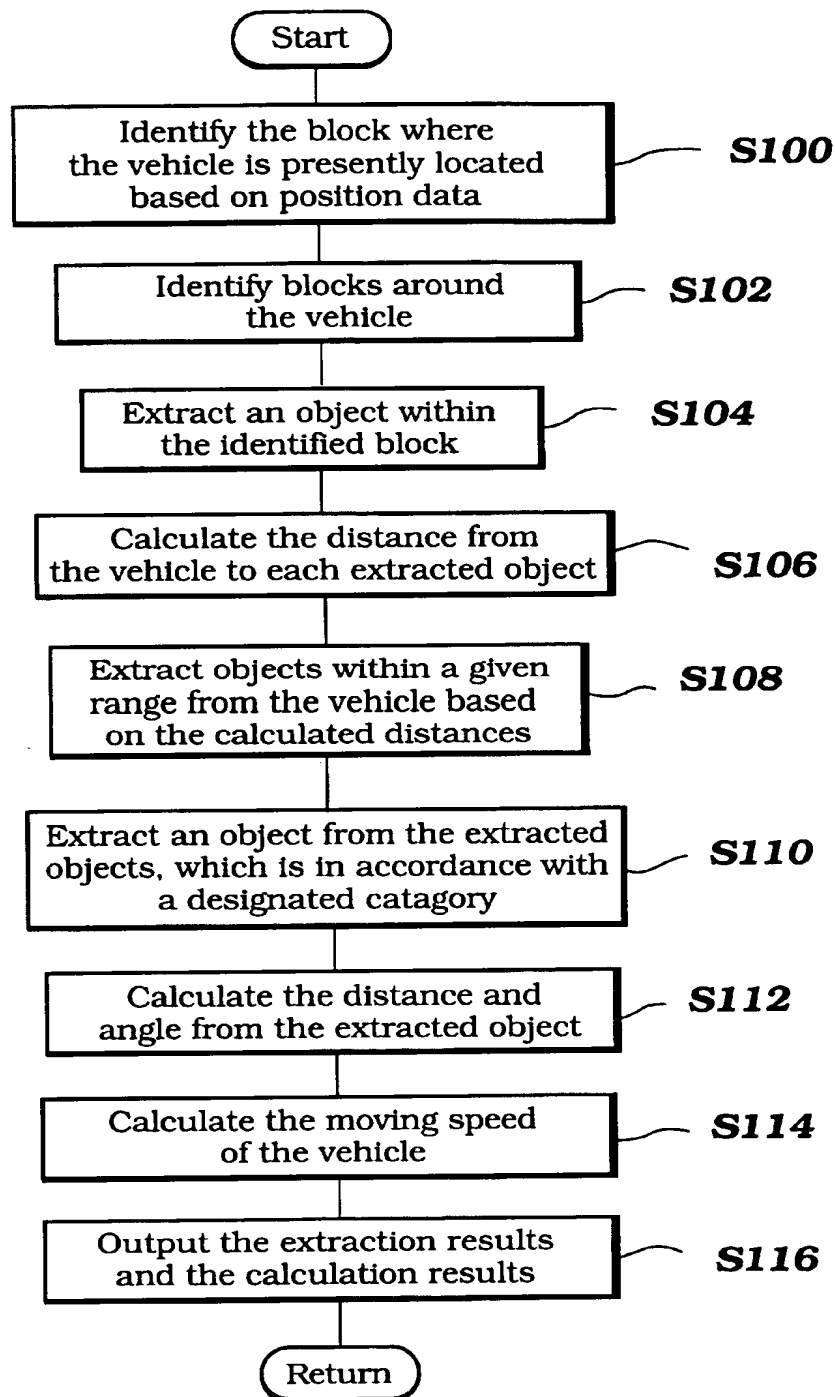 Start
Identify the block where
the vehicle is presently located
based on position data
S100
Identify blocks around
the vehicle
S102
Extract an object within
the identified block
S104
Calculate the distance from
the vehicle to each extracted object
S106
Extract objects within a given
range from the vehicle based
on the calculated distances
S108
Extract an object from the extracted
objects, which is in accordance with
a designated catagory
S110
Calculate the distance and
angle from the extracted object
S112
Calculate the moving speed
of the vehicle
S114
Output the extraction results
and the calculation results
S116
Return